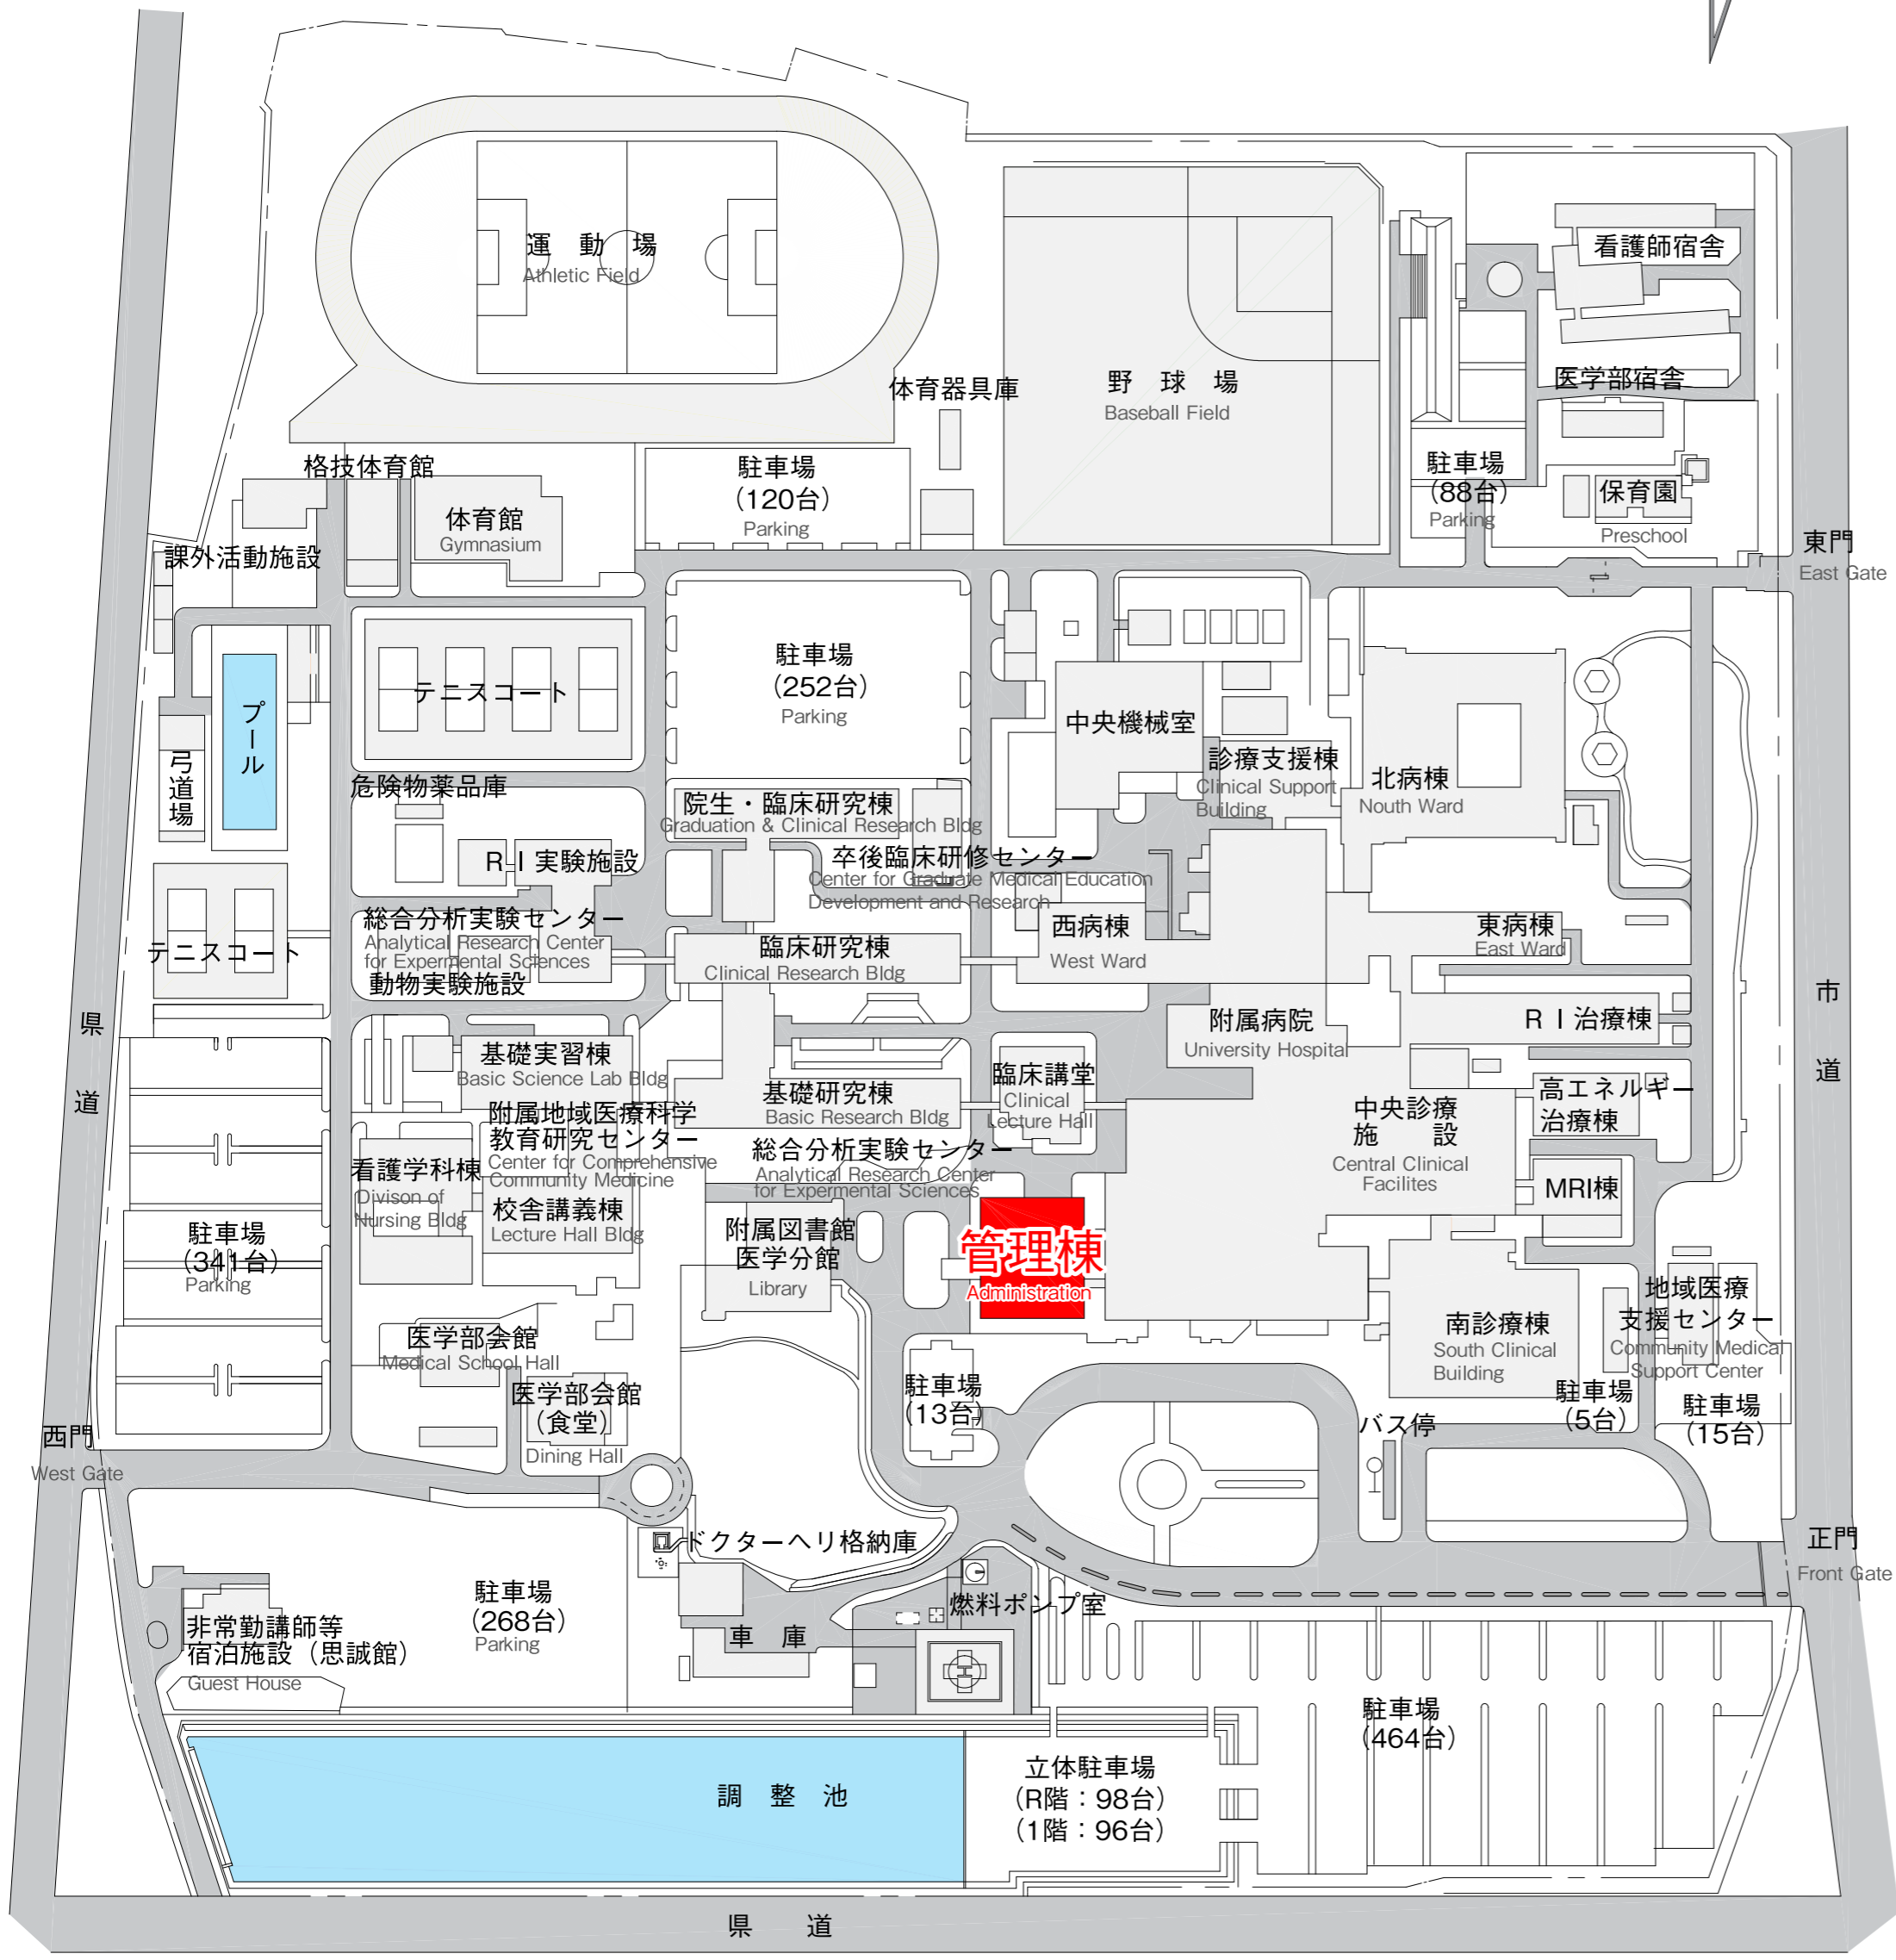 運　動　場
Athletic Field
野　球　場
Baseball Field
体育器具庫
看護師宿舎
医学部宿舎
駐車場
（88台）
Parking
保育園
Preschool
東門
East Gate
格技体育館
体育館
Gymnasium
駐車場
（120台）
Parking
課外活動施設
プール
弓道場
テニスコート
駐車場
（252台）
Parking
中央機械室
診療支援棟
Clinical Support
Building
北病棟
Nouth Ward
危険物薬品庫
院生・臨床研究棟
Graduation & Clinical Research Bldg
ＲＩ実験施設
卒後臨床研修センター
Center for Graduate Medical Education
Development and Research
総合分析実験センター
Analytical Research Center
for Expermental Sciences
動物実験施設
テニスコート
臨床研究棟
Clinical Research Bldg
西病棟
West Ward
東病棟
East Ward
県　道
市　道
附属病院
University Hospital
ＲＩ治療棟
基礎実習棟
Basic Science Lab Bldg
基礎研究棟
Basic Research Bldg
臨床講堂
Clinical
Lecture Hall
中央診療
施　設
Central Clinical
Facilites
高エネルギー
治療棟
MRI棟
附属地域医療科学
教育研究センター
Center for Comprehensive
Community Medicine
看護学科棟
Divison of
Nursing Bldg
校舎講義棟
Lecture Hall Bldg
総合分析実験センター
Analytical Research Center
for Expermental Sciences
附属図書館
医学分館
Library
管理棟
Administration
駐車場
（341台）
Parking
南診療棟
South Clinical
Building
地域医療
支援センター
Community Medical
Support Center
医学部会館
Medical School Hall
医学部会館
（食堂）
Dining Hall
駐車場
（13台）
バス停
駐車場
（5台）
駐車場
（15台）
西門
West Gate
正門
Front Gate
ドクターヘリ格納庫
燃料ポンプ室
車　庫
駐車場
（268台）
Parking
非常勤講師等
宿泊施設（思誠館）
Guest House
駐車場
（464台）
調　整　池
立体駐車場
（R階：98台）
（1階：96台）
県　道